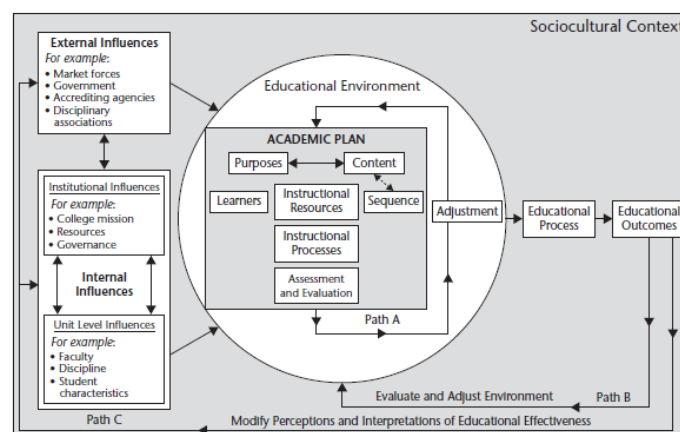 Sociocultural Context
External Influences
For example:
• Market forces
• Government
• Accrediting agencies
• Disciplinary
associations
Institutional Influences
For example:
• College mission
• Resources
• Governance
Internal
Influences
Unit Level Influences
For example:
• Faculty
• Discipline
• Student
characteristics
Educational Environment
ACADEMIC PLAN
Purposes
Content
Learners
Instructional
Resources
Sequence
Instructional
Processes
Assessment
and Evaluation
Path A
Adjustment
Educational
Process
Educational
Outcomes
Evaluate and Adjust Environment
Path B
Path C
Modify Perceptions and Interpretations of Educational Effectiveness